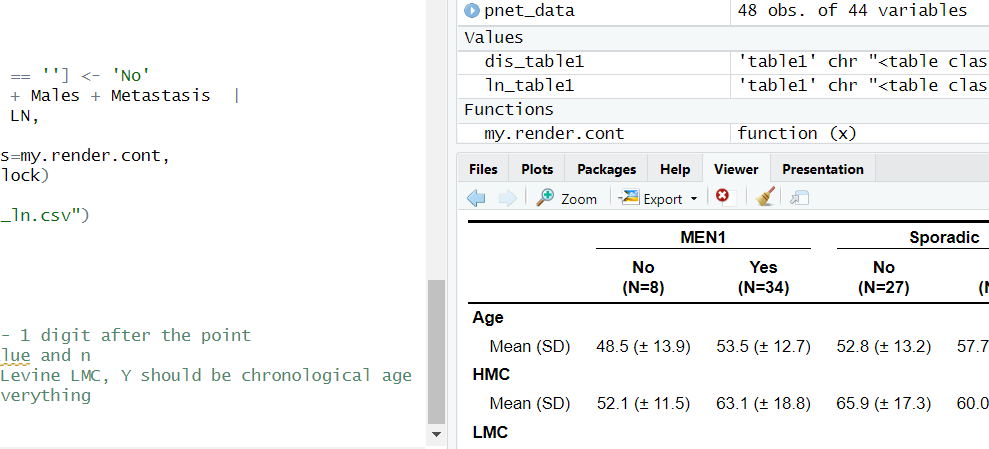 == ''] <- 'No'
+ Males + Metastasis |
LN,
s=my.render.cont,
lock)
_ln.csv")
- 1 digit after the point
lue and n
Levine LMC, Y should be chronological age
verything
pnet_data 48 obs. of 44 variables
Values
dis_table1 'table1' chr "<table clas
ln_table1 'table1' chr "<table clas
Functions
my.render.cont function (x)
Files Plots Packages Help Viewer Presentation
Zoom Export
MEN1 Sporadic
No Yes No
(N=8) (N=34) (N=27) (N
Age
Mean (SD) 48.5 (± 13.9) 53.5 (± 12.7) 52.8 (± 13.2) 57.7
HMC
Mean (SD) 52.1 (± 11.5) 63.1 (± 18.8) 65.9 (± 17.3) 60.0
LMC